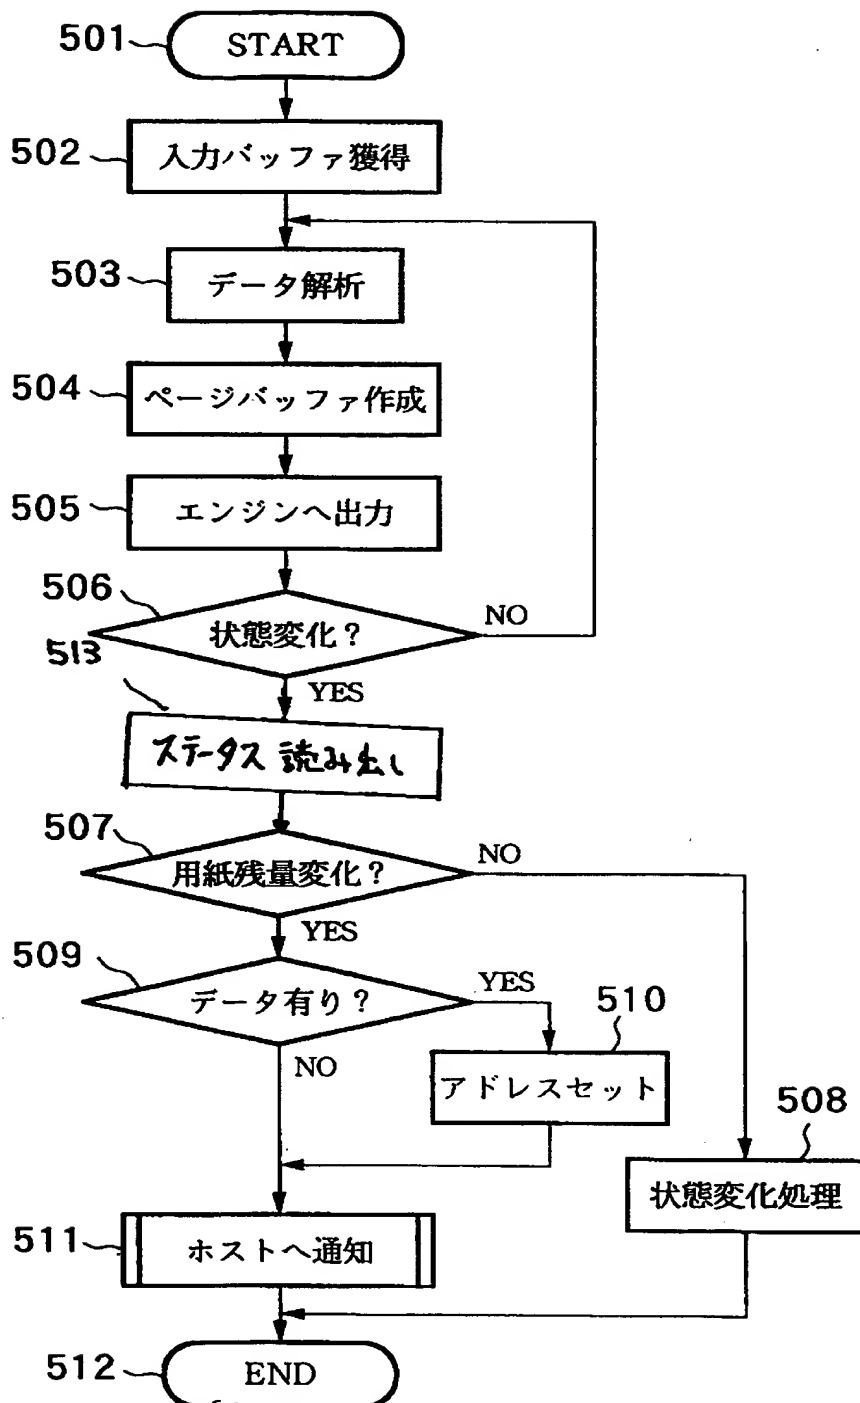 501
START
502
入力バッファ獲得
503
データ解析
504
ページバッファ作成
505
エンジンへ出力
506
状態変化?
NO
513
YES
ステータス 読み出し
507
用紙残量変化?
NO
YES
509
データ有り?
YES
510
NO
アドレスセット
508
状態変化処理
511
ホストへ通知
512
END